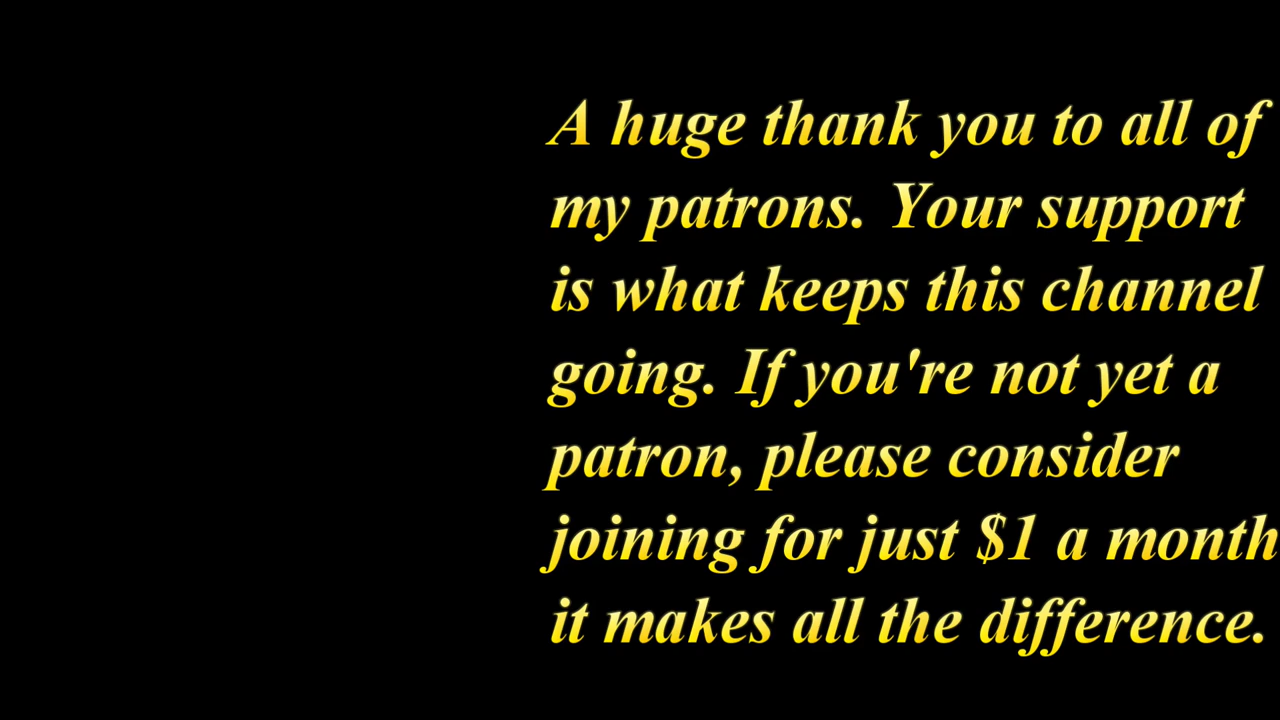 A huge thank you to all of
my patrons. Your support
is what keeps this channel
going. If you're not yet a
patron, please consider
joining for just $1 a month
it makes all the difference.